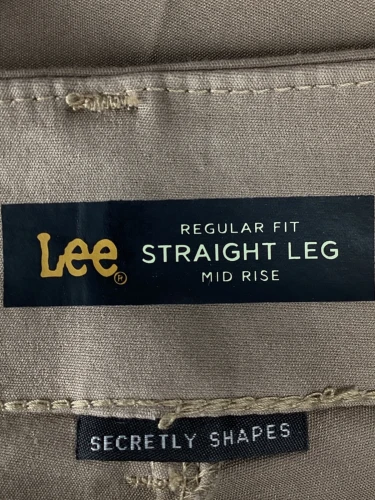 Lee®
REGULAR FIT
STRAIGHT LEG
MID RISE
SECRETLY SHAPES